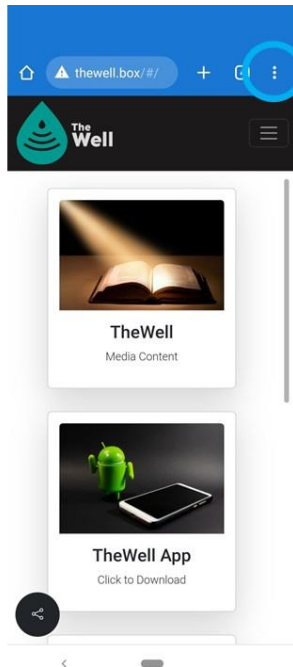 thewell.box/#/
The
Well
TheWell
Media Content
TheWell App
Click to Download